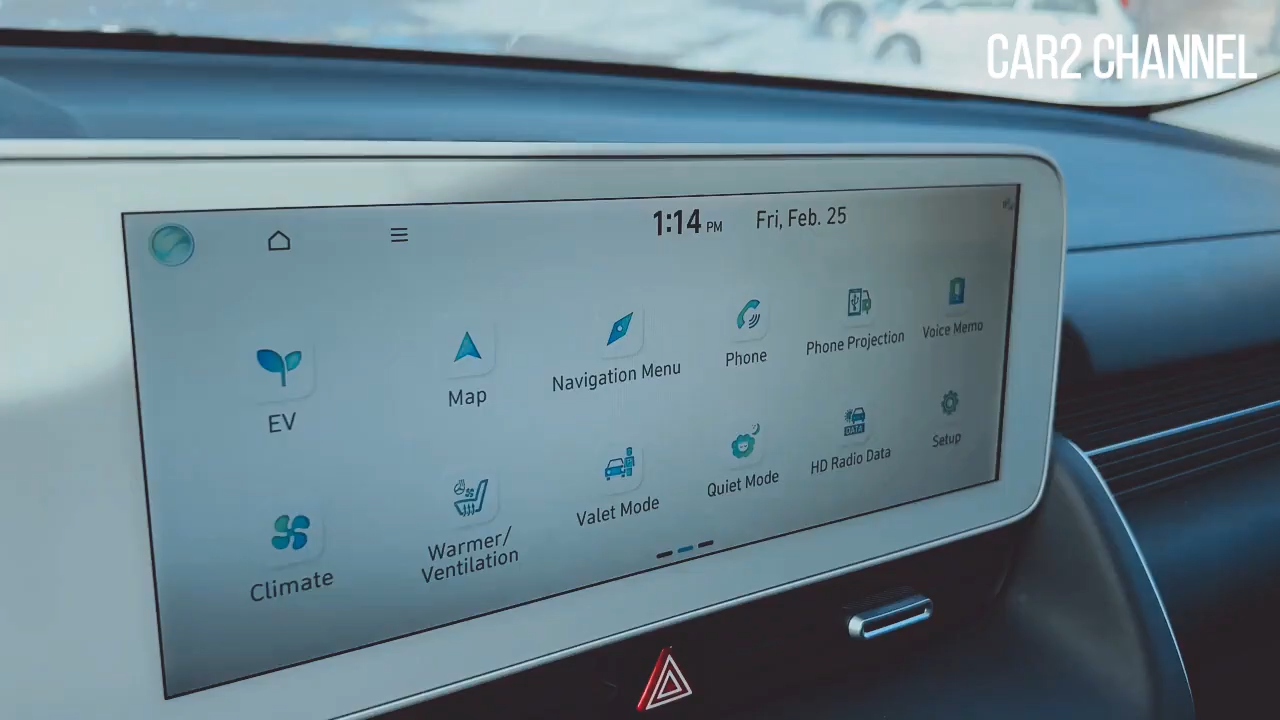 CAR2 CHANNEL
1:14 PM Fri, Feb. 25
EV
Map
Navigation Menu
Phone
Phone Projection
Voice Memo
Climate
Warmer/
Ventilation
Valet Mode
Quiet Mode
DATA
HD Radio Data
Setup